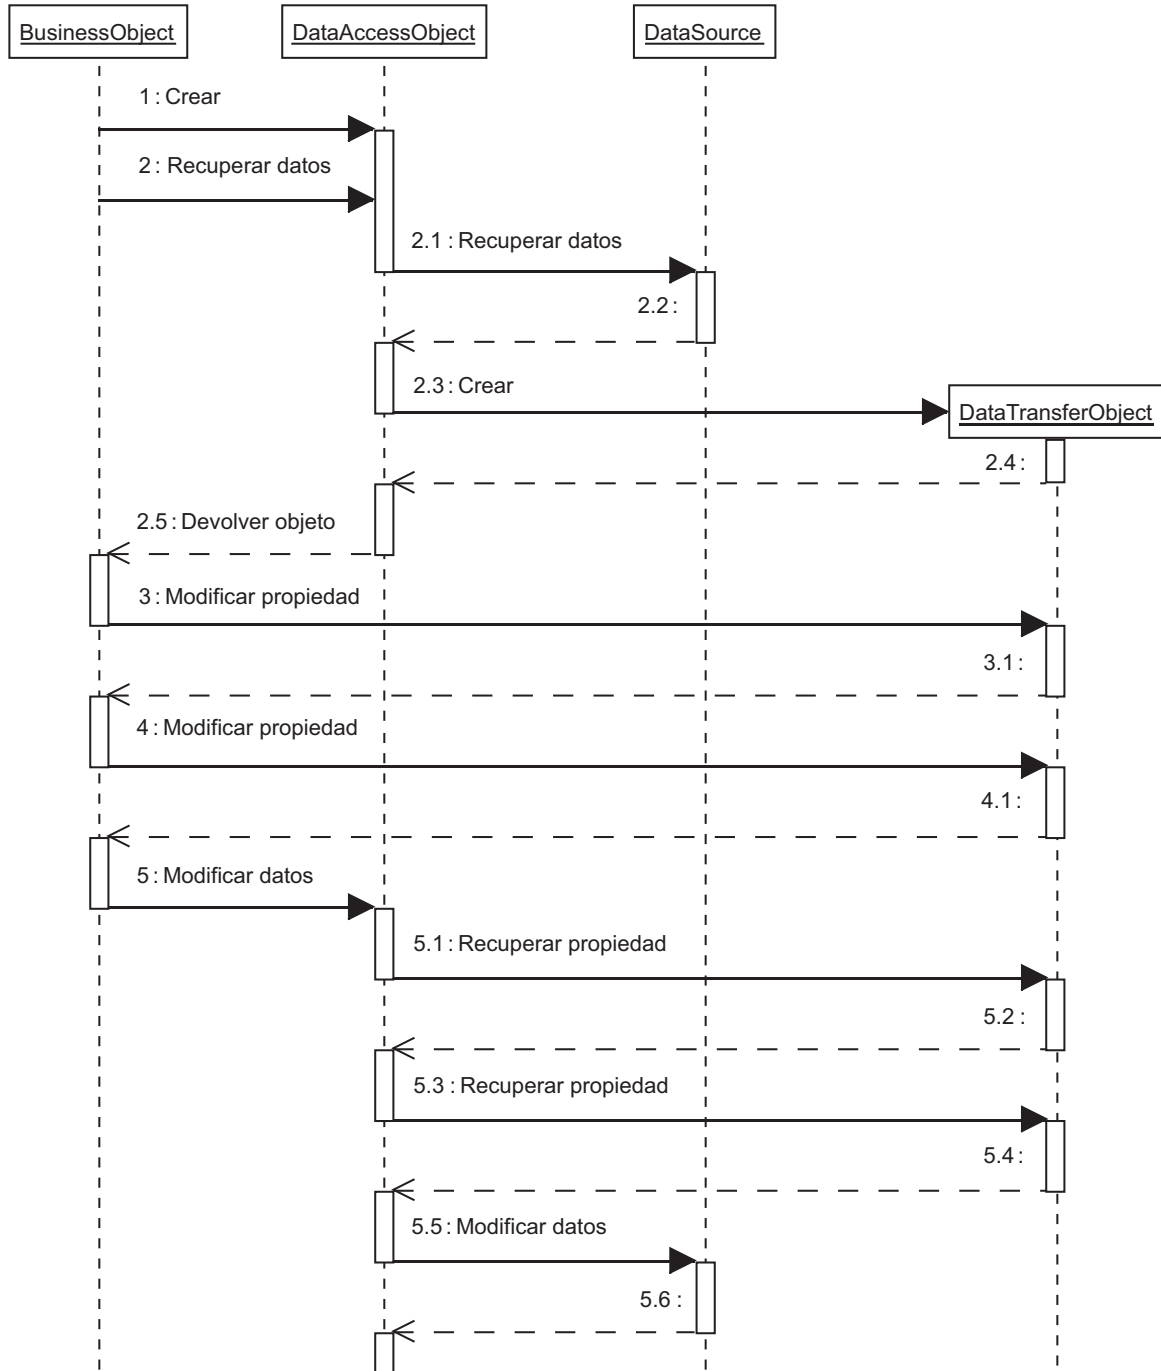 BusinessObject
DataAccessObject
DataSource
1 : Crear
2 : Recuperar datos
2.1 : Recuperar datos
2.2 :
2.3 : Crear
DataTransferObject
2.4 :
2.5 : Devolver objeto
3 : Modificar propiedad
3.1 :
4 : Modificar propiedad
4.1 :
5 : Modificar datos
5.1 : Recuperar propiedad
5.2 :
5.3 : Recuperar propiedad
5.4 :
5.5 : Modificar datos
5.6 :